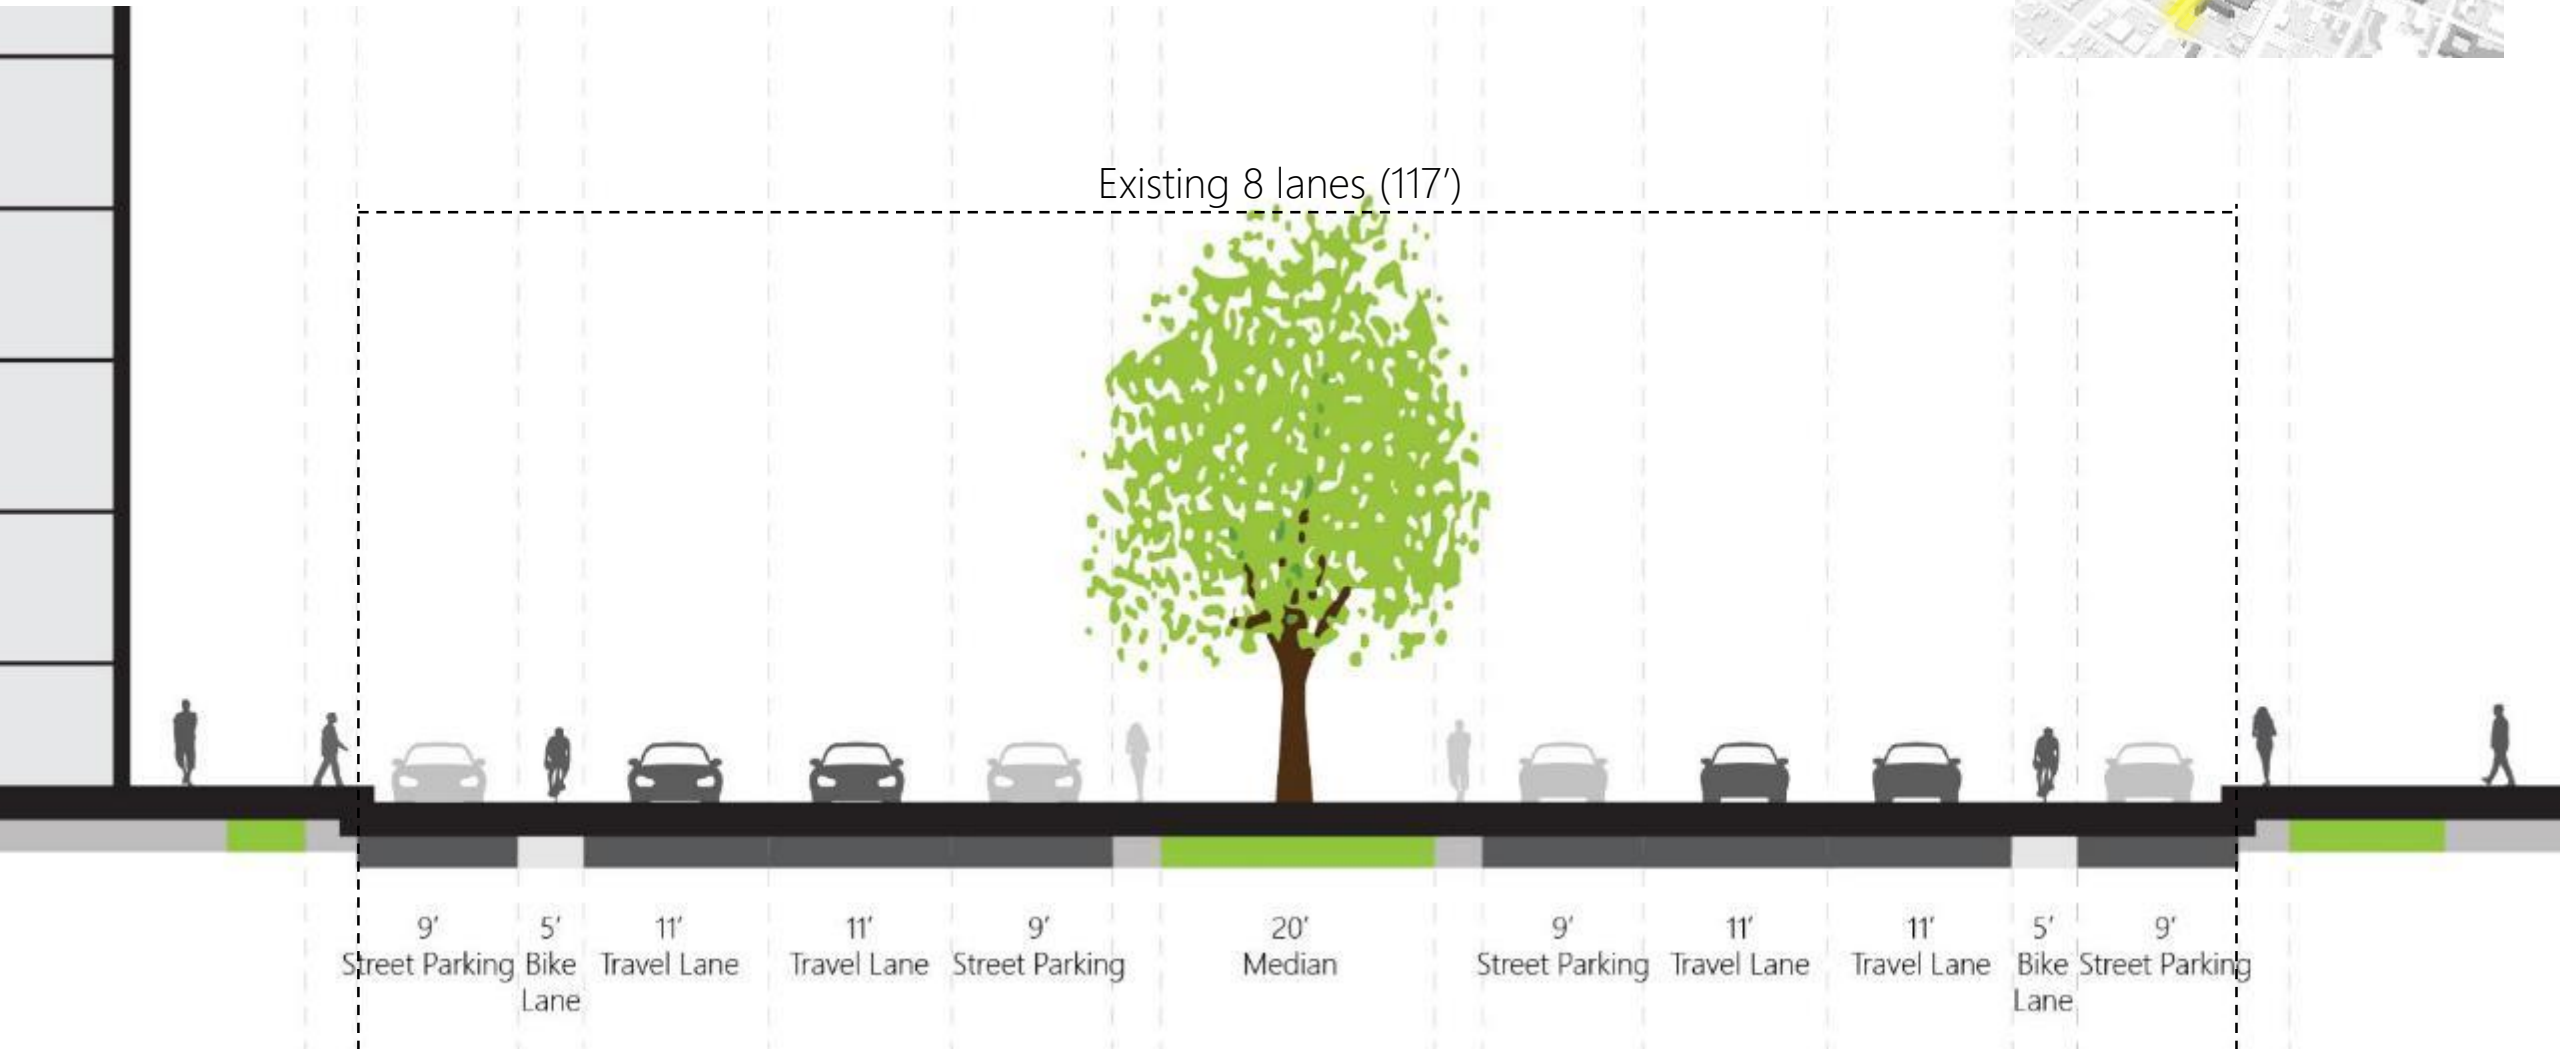 Existing 8 lanes (117′)
9′ 5′ 11′ 11′ 9′ 20′ 9′ 11′ 11′ 5′ 9′
Street Parking Bike Travel Lane Travel Lane Street Parking Median Street Parking Travel Lane Travel Lane Bike Street Parking
Lane Lane